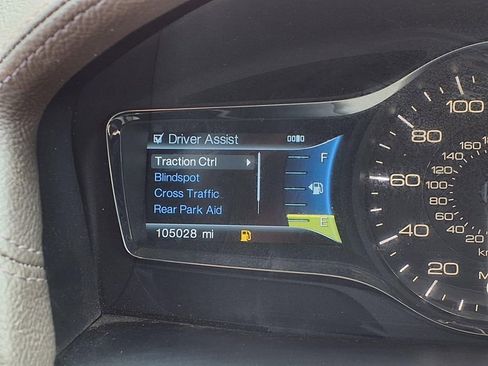 Driver Assist
Traction Ctrl
Blindspot
Cross Traffic
Rear Park Aid
105028 mi
F
E
100
80
60
40
20
160
140
120
100
80
60
40
20